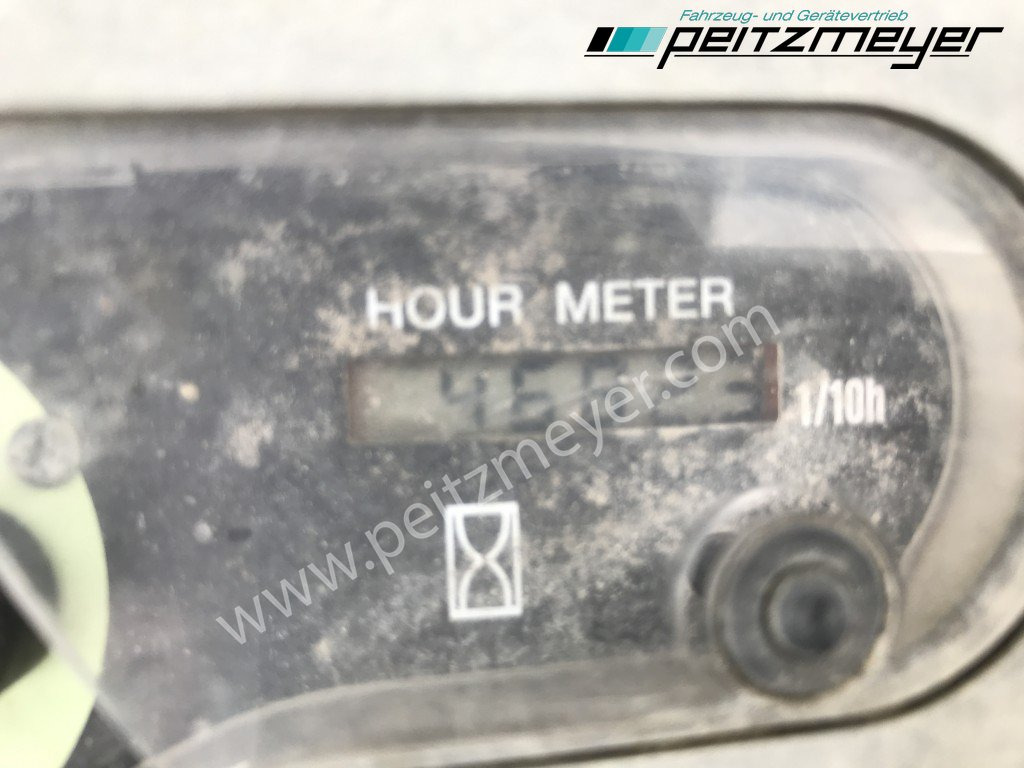 Fahrzeug- und Gerätevertrieb
peitzmeyer
HOUR METER
1/10h
www.peitzmeyer.com